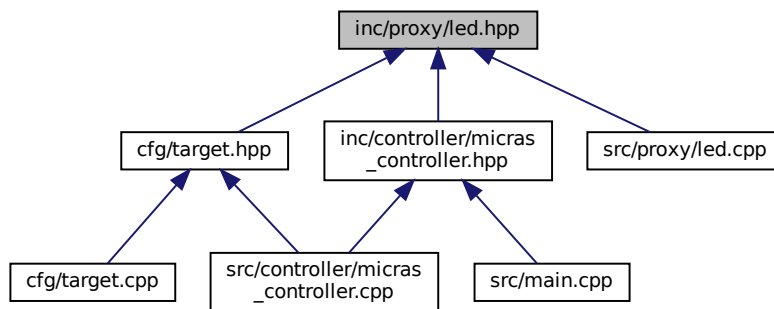 inc/proxy/led.hpp
cfg/target.hpp
inc/controller/micras
_controller.hpp
src/proxy/led.cpp
cfg/target.cpp
src/controller/micras
_controller.cpp
src/main.cpp